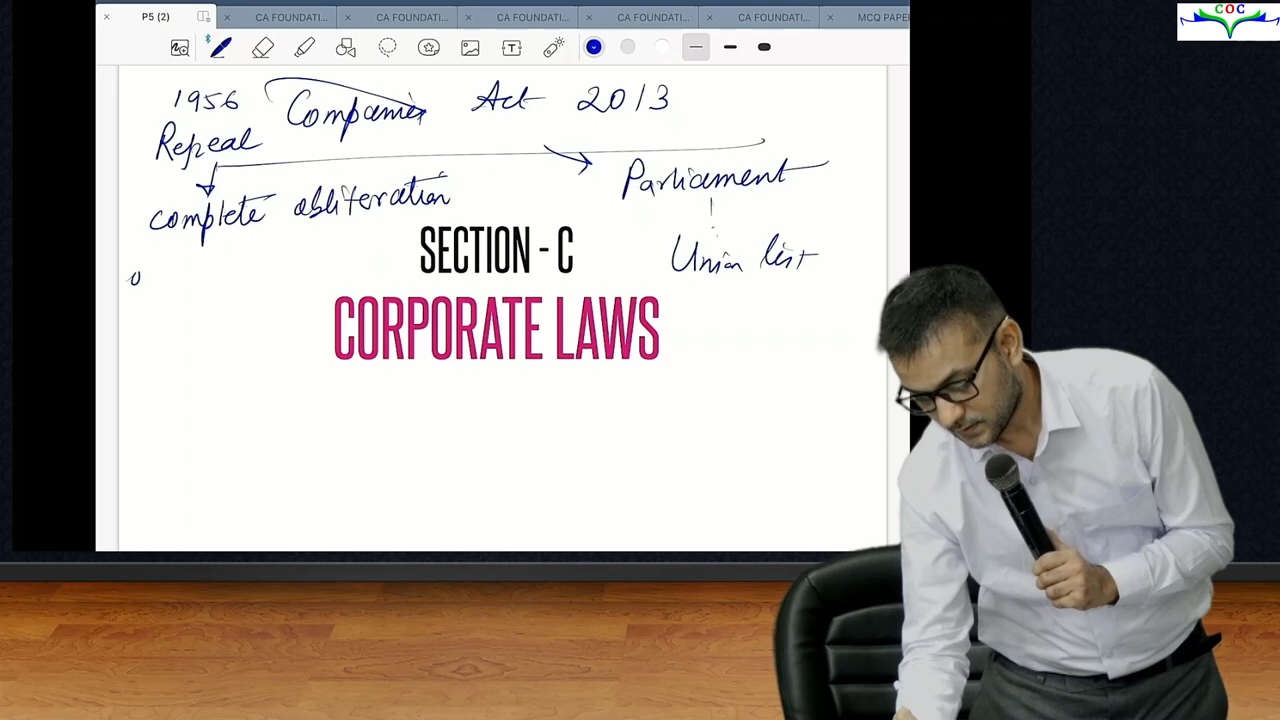 COC
P5 (2)
CA FOUNDATI...
CA FOUNDATI...
CA FOUNDATI...
CA FOUNDATI...
CA FOUNDATI...
MCQ PAPER
1956 Companies Act 2013
Repeal
Parliament
complete obliteration
Union list
SECTION - C
CORPORATE LAWS